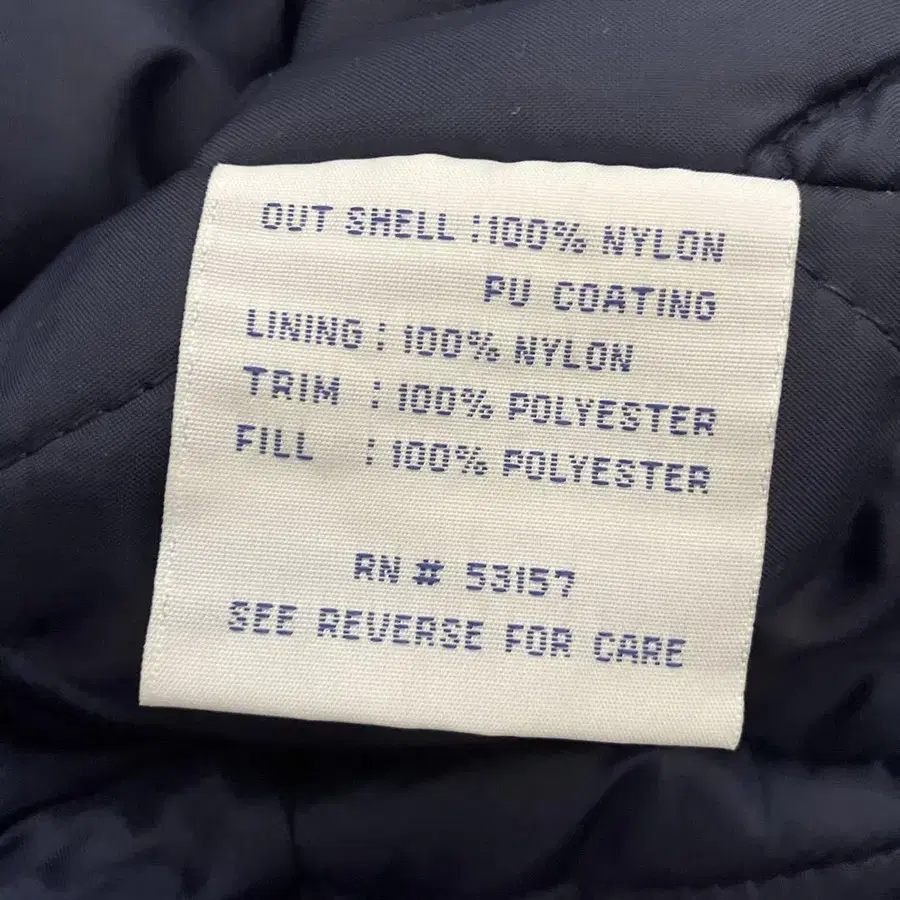 OUT SHELL : 100% NYLON
PU COATING
LINING : 100% NYLON
TRIM : 100% POLYESTER
FILL : 100% POLYESTER
RN # 53157
SEE REVERSE FOR CARE